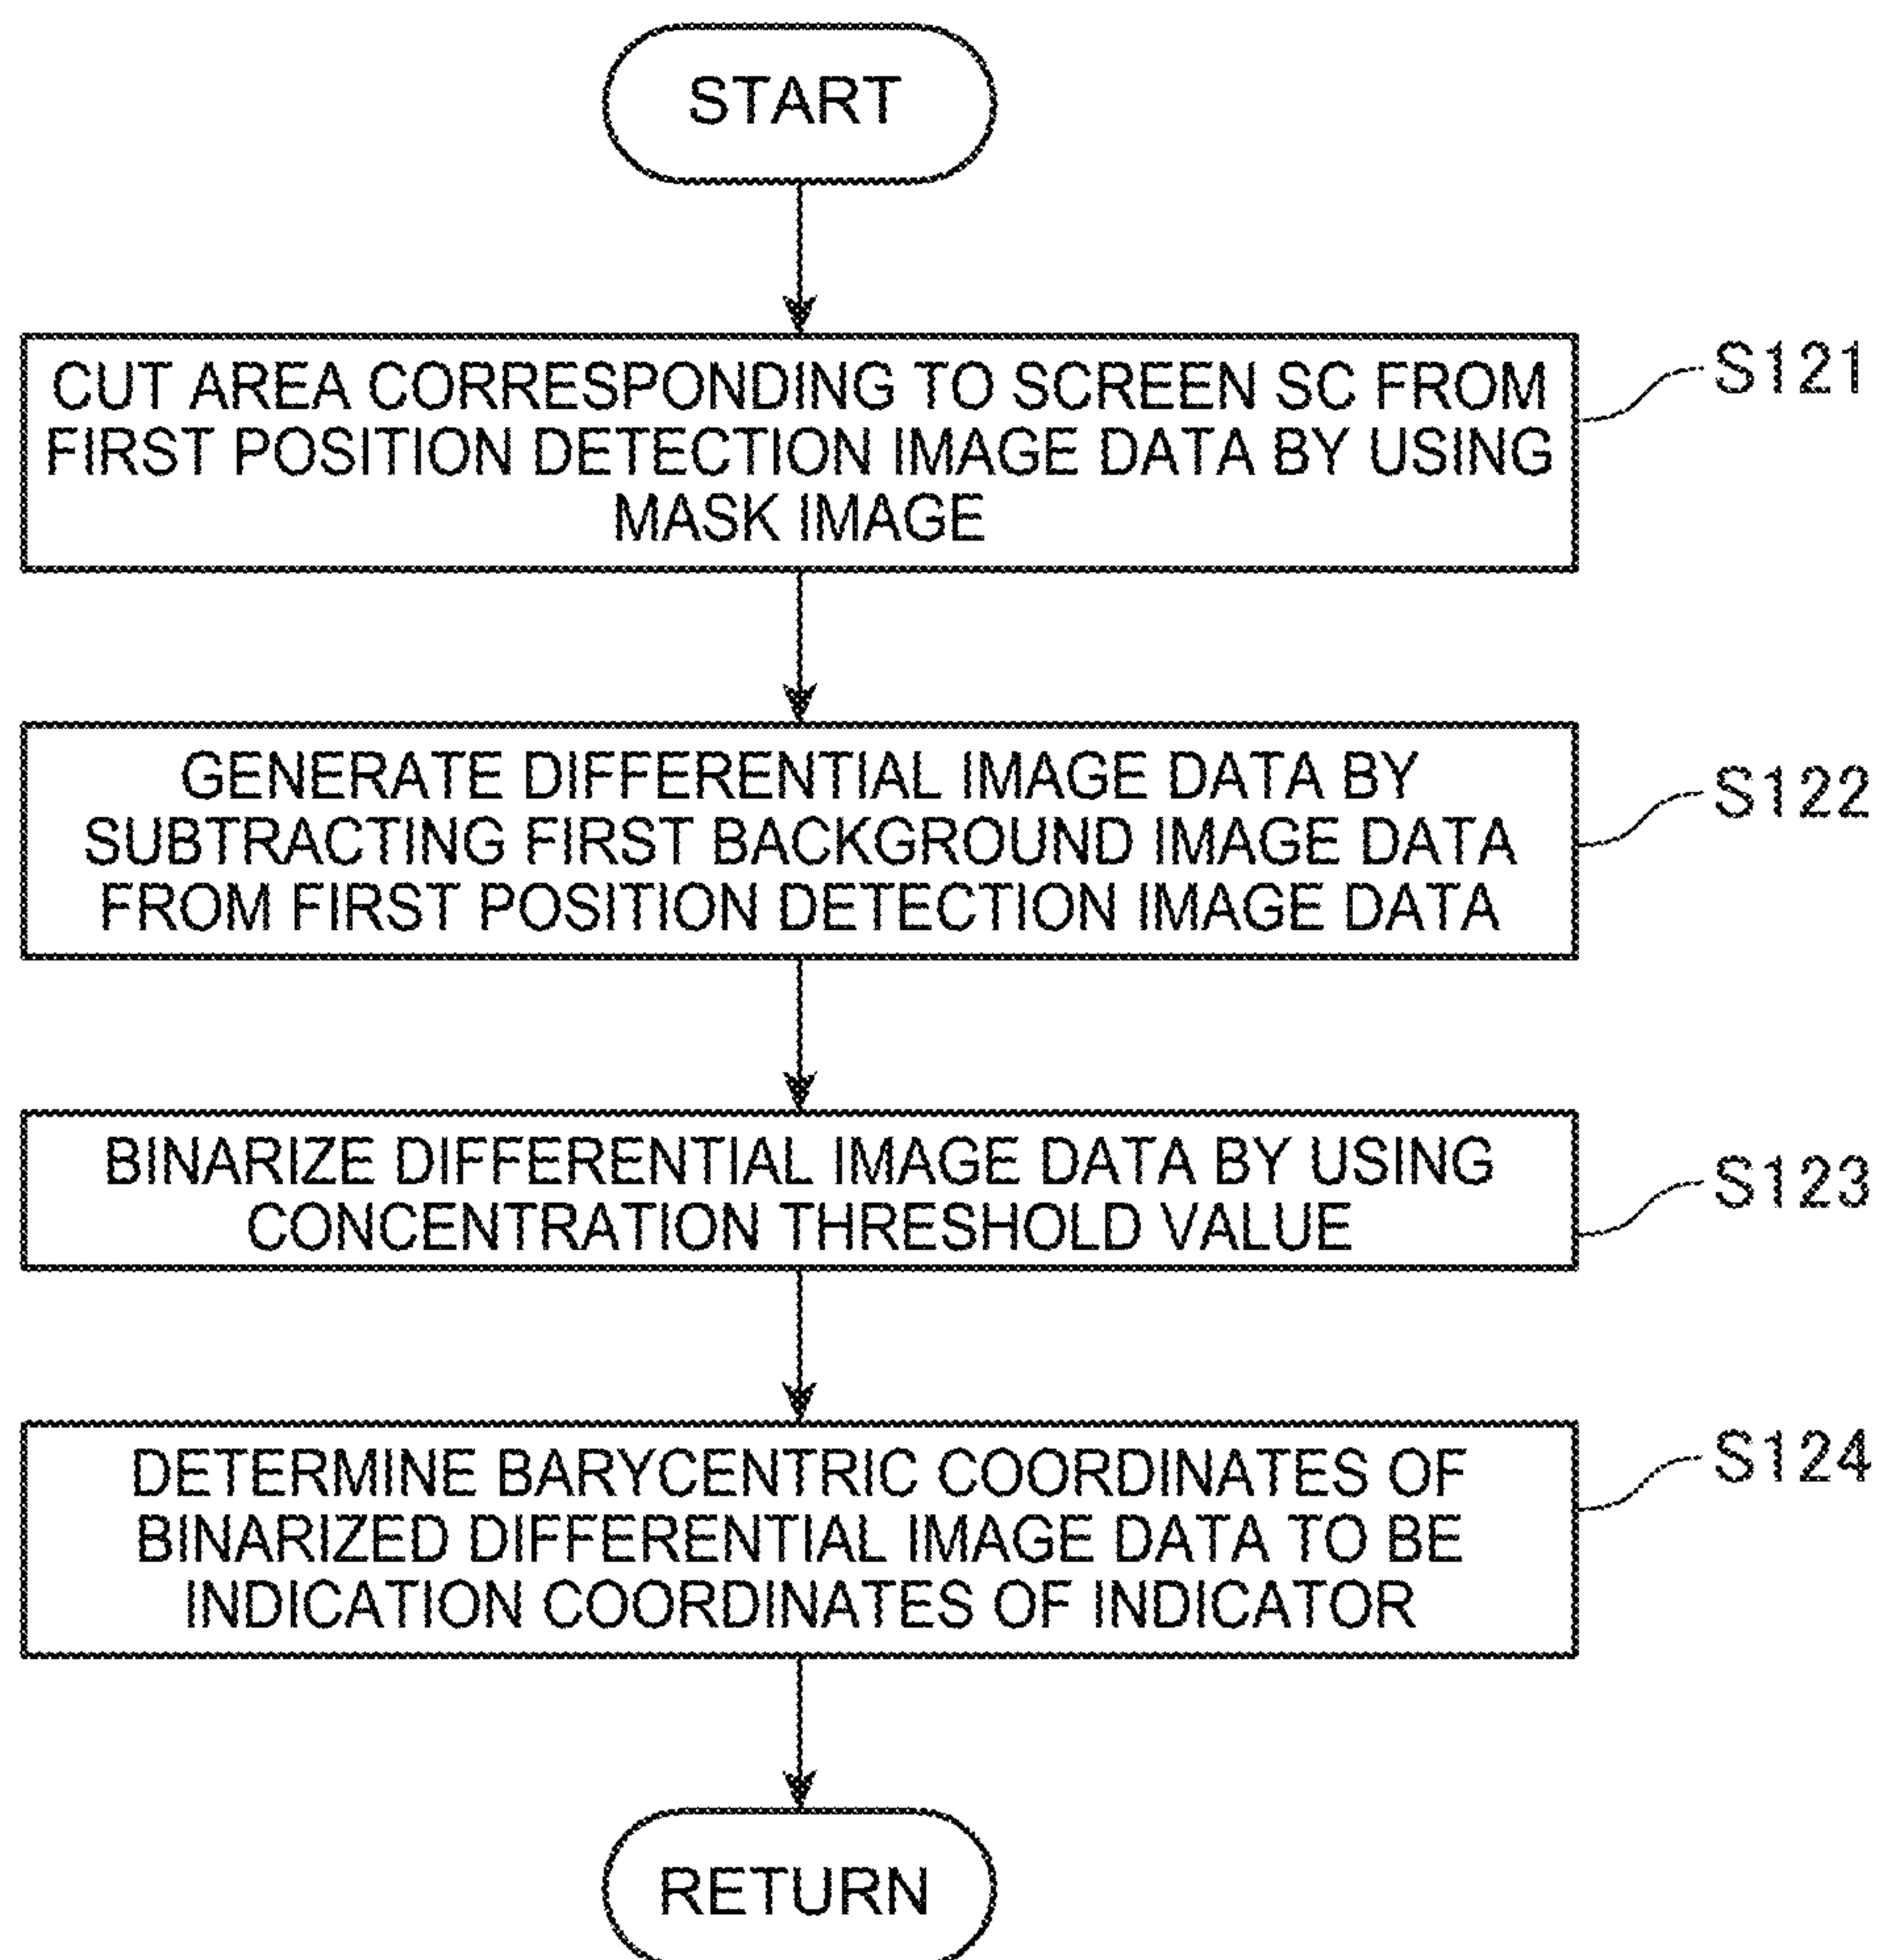 START
CUT AREA CORRESPONDING TO SCREEN SC FROM
FIRST POSITION DETECTION IMAGE DATA BY USING
MASK IMAGE
S121
GENERATE DIFFERENTIAL IMAGE DATA BY
SUBTRACTING FIRST BACKGROUND IMAGE DATA
FROM FIRST POSITION DETECTION IMAGE DATA
S122
BINARIZE DIFFERENTIAL IMAGE DATA BY USING
CONCENTRATION THRESHOLD VALUE
S123
DETERMINE BARYCENTRIC COORDINATES OF
BINARIZED DIFFERENTIAL IMAGE DATA TO BE
INDICATION COORDINATES OF INDICATOR
S124
RETURN